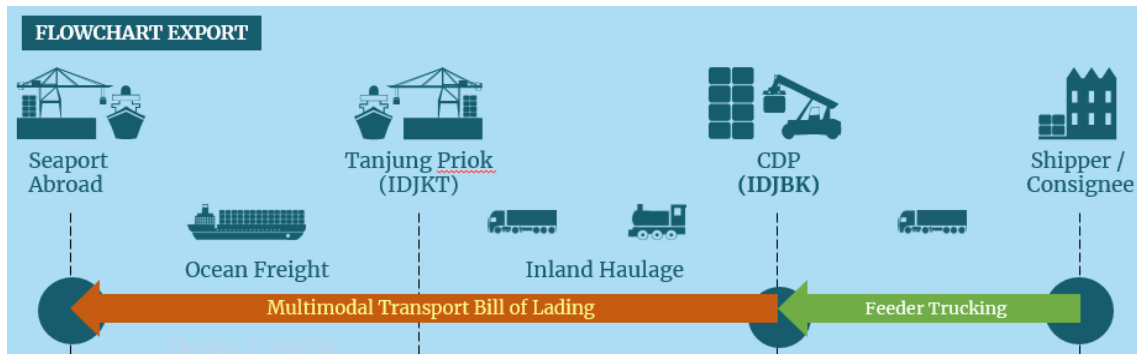 FLOWCHART EXPORT
Seaport
Abroad
Tanjung Priok
(IDJKT)
CDP
(IDJBK)
Shipper /
Consignee
Ocean Freight
Inland Haulage
Multimodal Transport Bill of Lading
Feeder Trucking